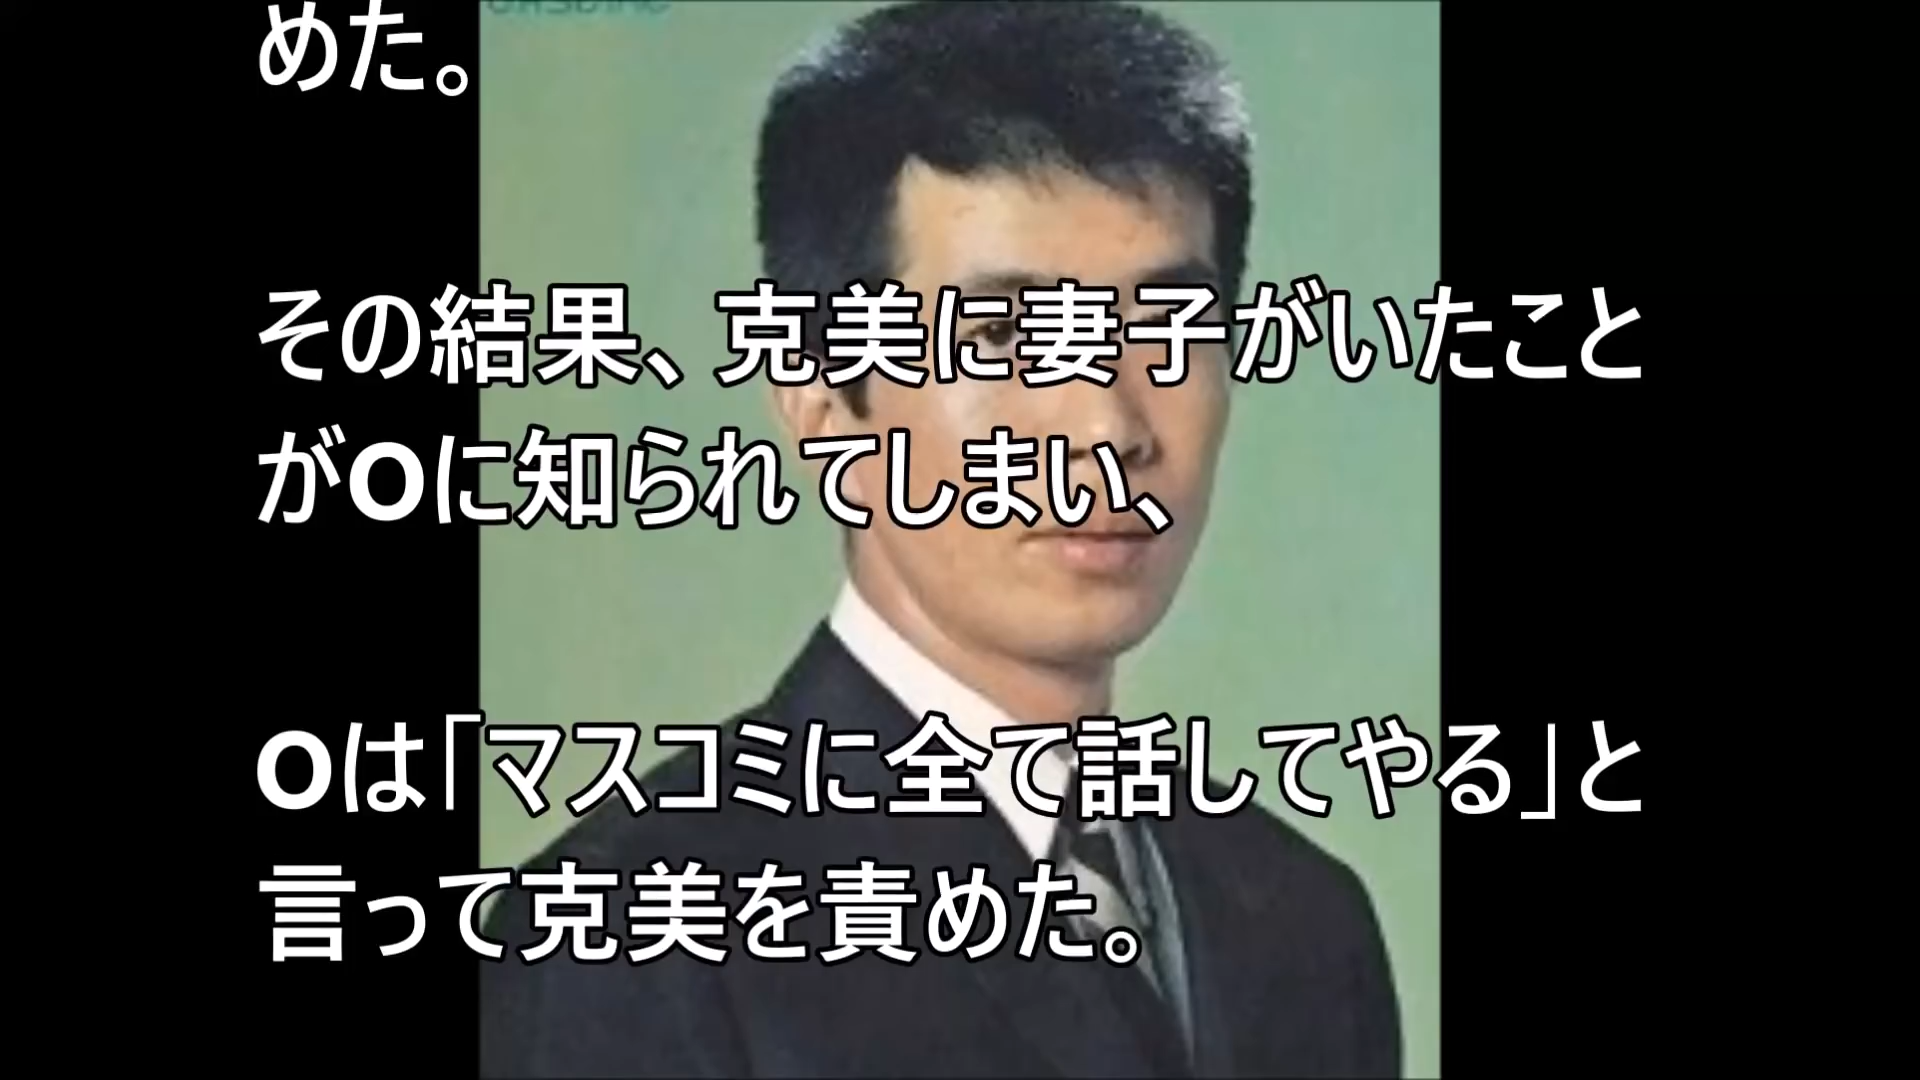 めた。
その結果、克美に妻子がいたこと
がOに知られてしまい、
Oは「マスコミに全て話してやる」と
言って克美を責めた。